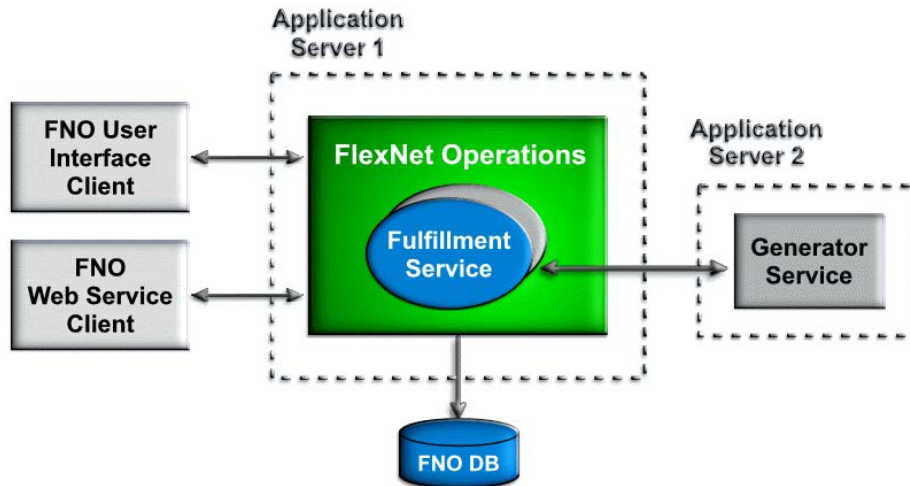 Application
Server 1
FNO User
Interface
Client
FlexNet Operations
Application
Server 2
Fulfillment
Service
Generator
Service
FNO
Web Service
Client
FNO DB